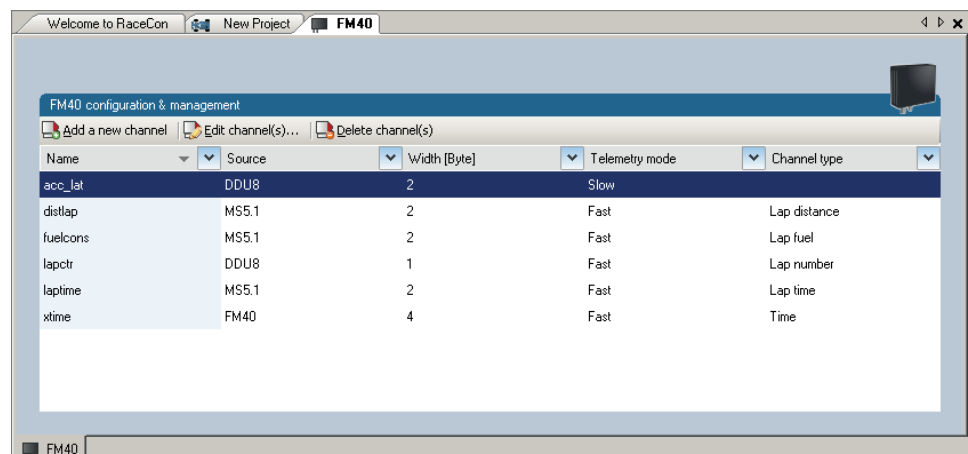 Welcome to RaceCon New Project FM40
FM40 configuration & management
Add a new channel Edit channel(s)... Delete channel(s)
Name Source Width [Byte] Telemetry mode Channel type
acc_lat DDU8 2 Slow
distlap MS5.1 2 Fast Lap distance
fuelcons MS5.1 2 Fast Lap fuel
lapctr DDU8 1 Fast Lap number
laptime MS5.1 2 Fast Lap time
xtime FM40 4 Fast Time
FM40